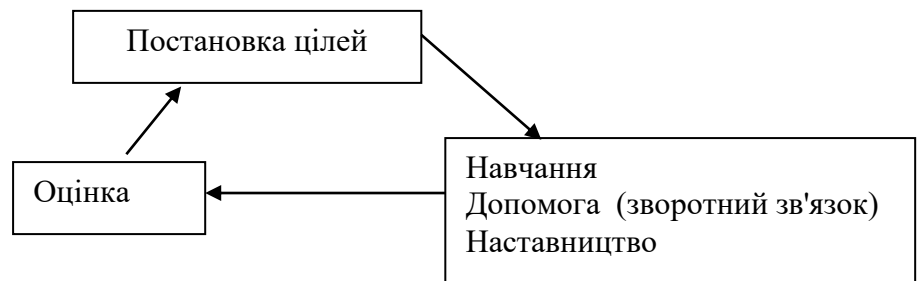 Постановка цілей
Оцінка
Навчання
Допомога (зворотний зв'язок)
Наставництво